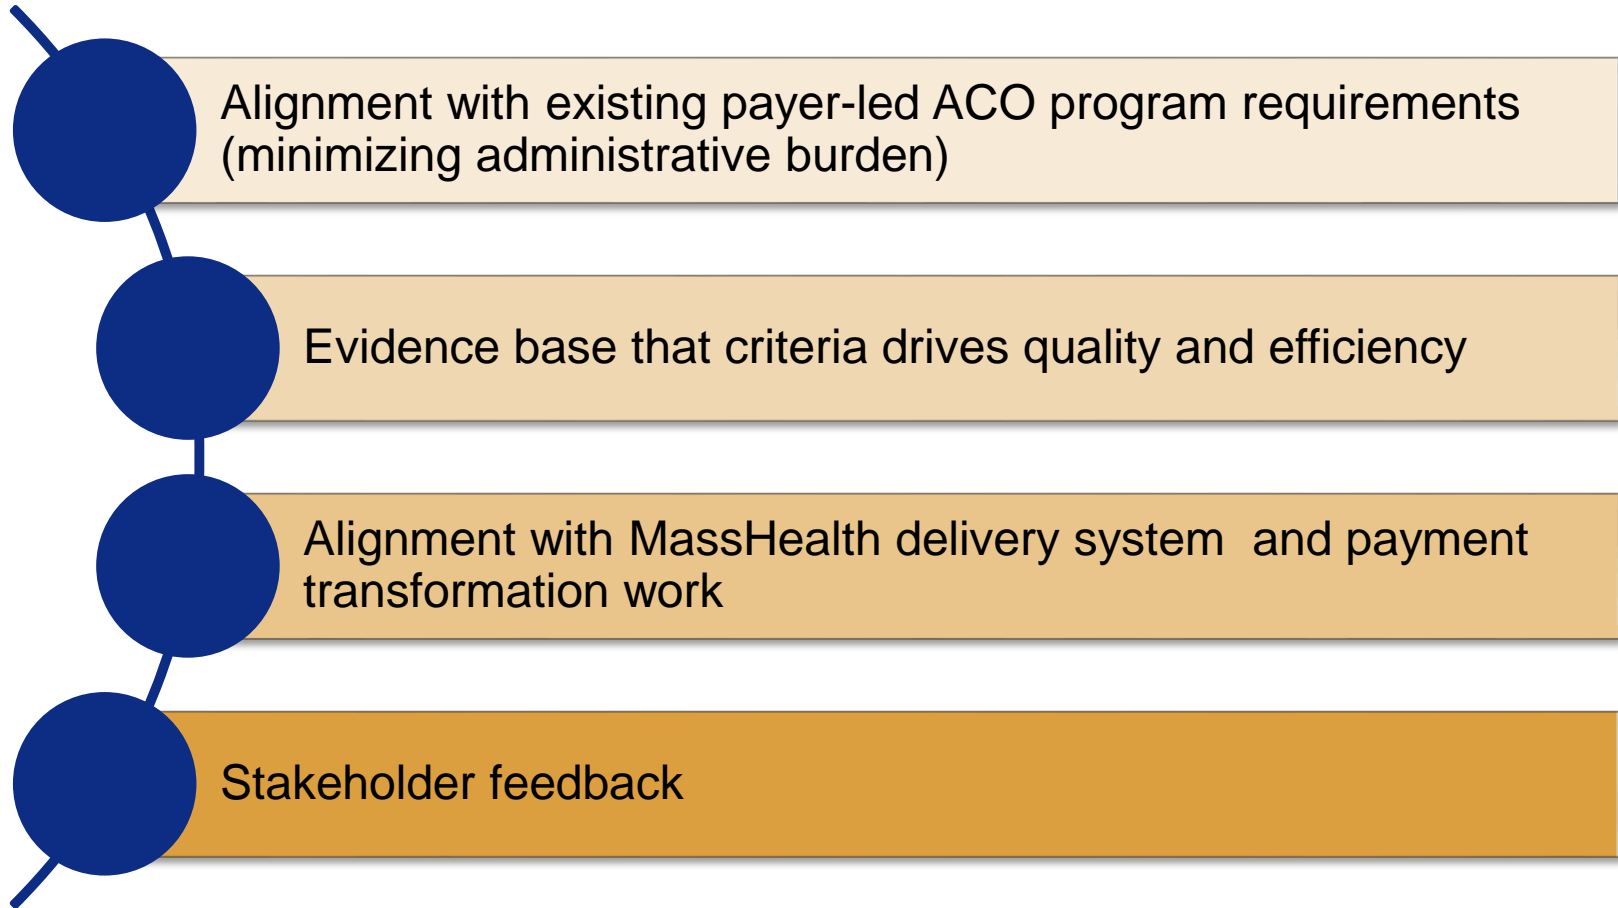 Alignment with existing payer-led ACO program requirements
(minimizing administrative burden)
Evidence base that criteria drives quality and efficiency
Alignment with MassHealth delivery system  and payment
transformation work
Stakeholder feedback